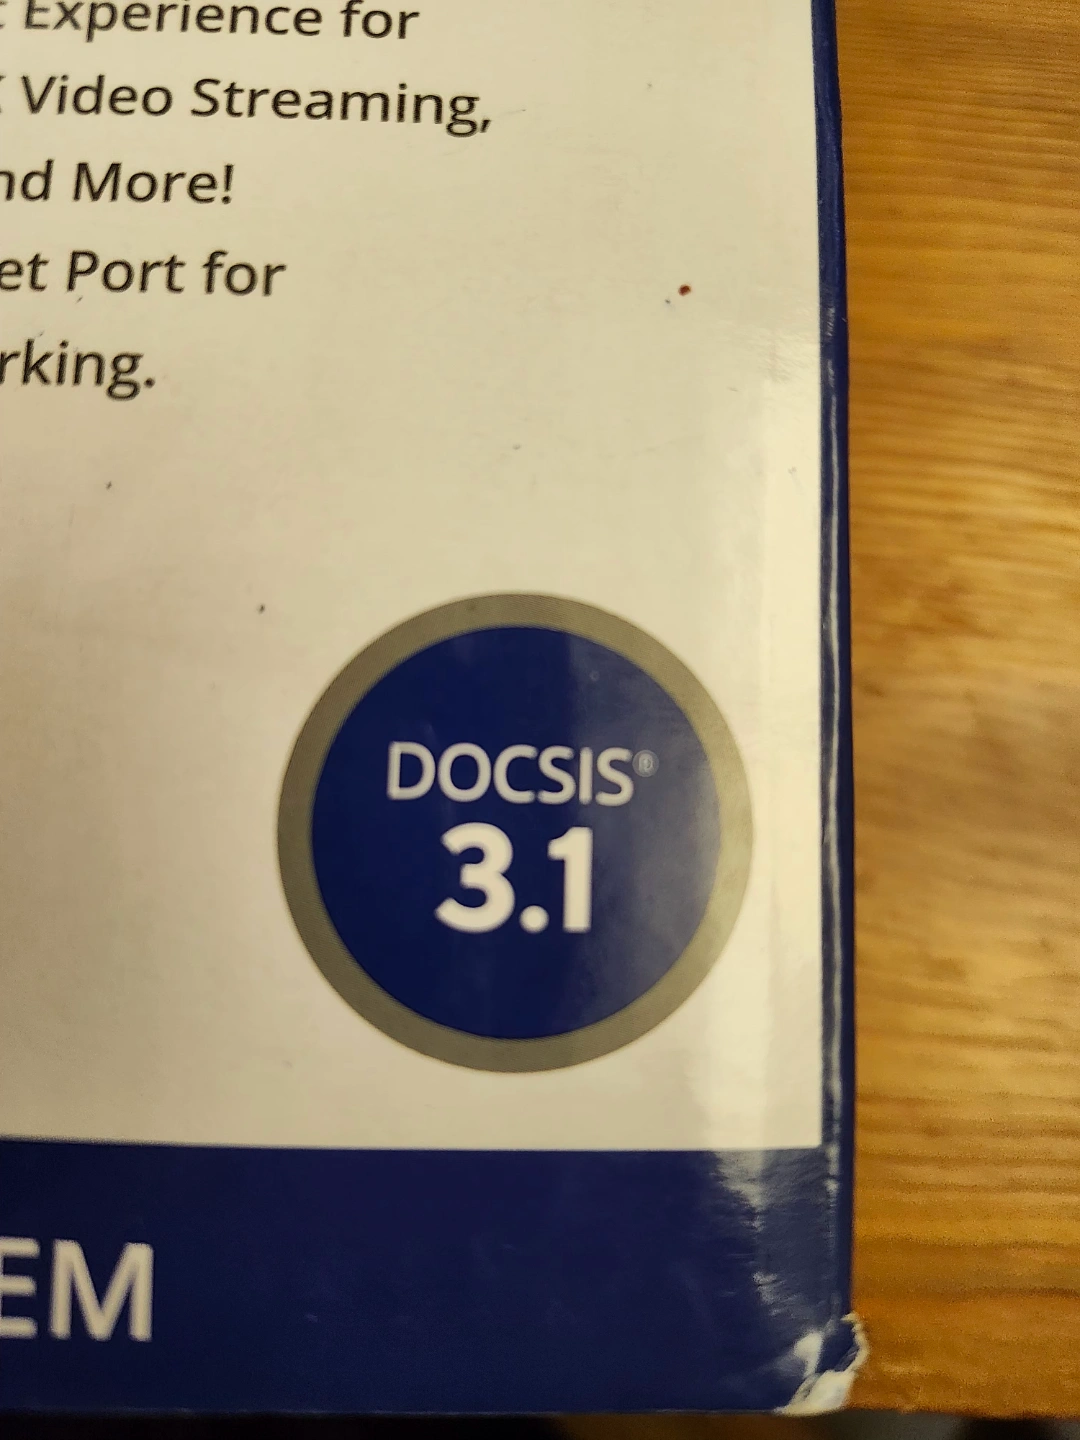 Experience for
Video Streaming,
nd More!
et Port for
rking.
DOCSIS®
3.1
EM